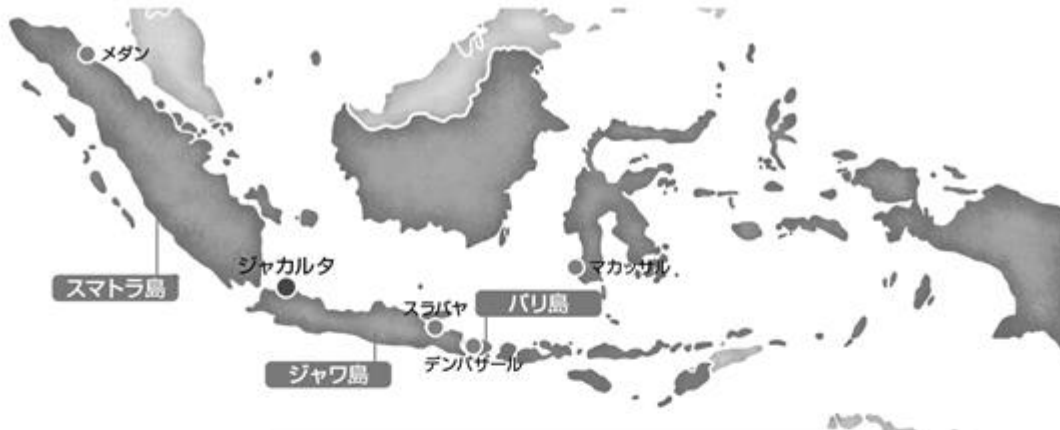 メダン
スマトラ島
ジャカルタ
スラバヤ
バリ島
マカッサル
デンパサール
ジャワ島